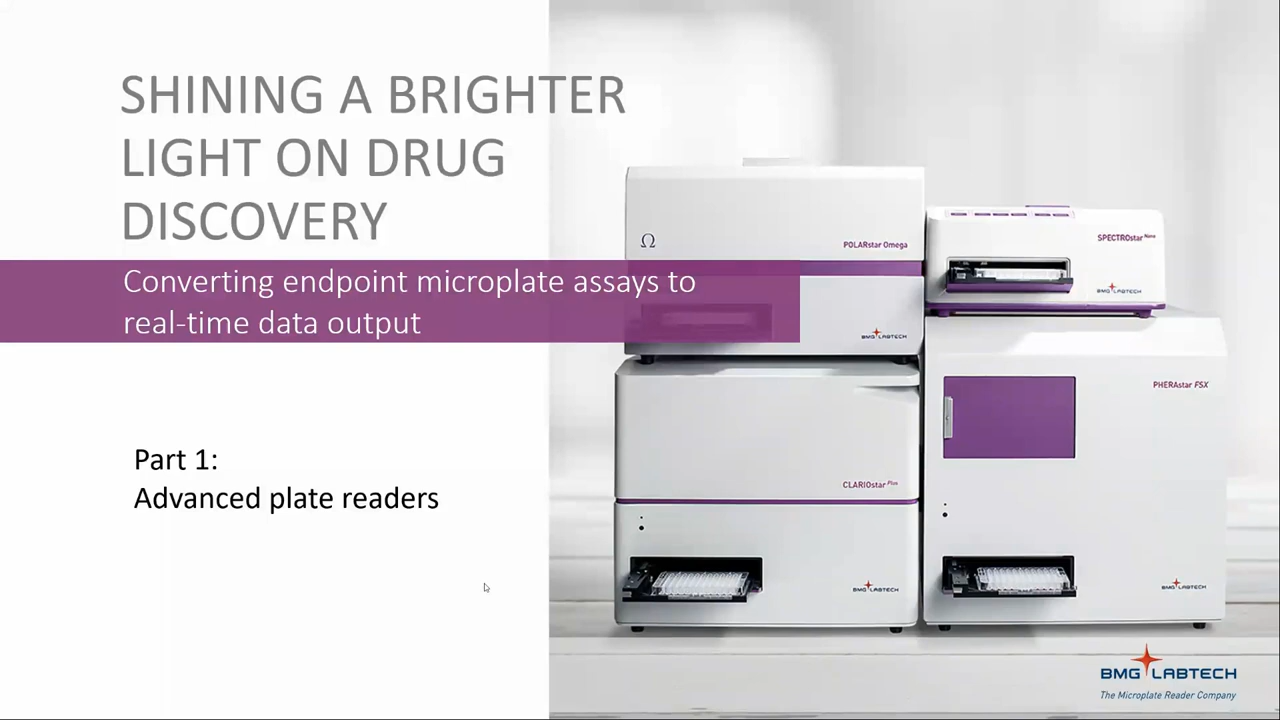 SHINING A BRIGHTER
LIGHT ON DRUG
DISCOVERY
Converting endpoint microplate assays to
real-time data output
Part 1:
Advanced plate readers
Ω
POLARstar Omega
BMG LABTECH
SPECTROstar Nano
BMG LABTECH
CLARIOstar Plus
BMG LABTECH
PHERAstar FSX
BMG LABTECH
BMG LABTECH
The Microplate Reader Company